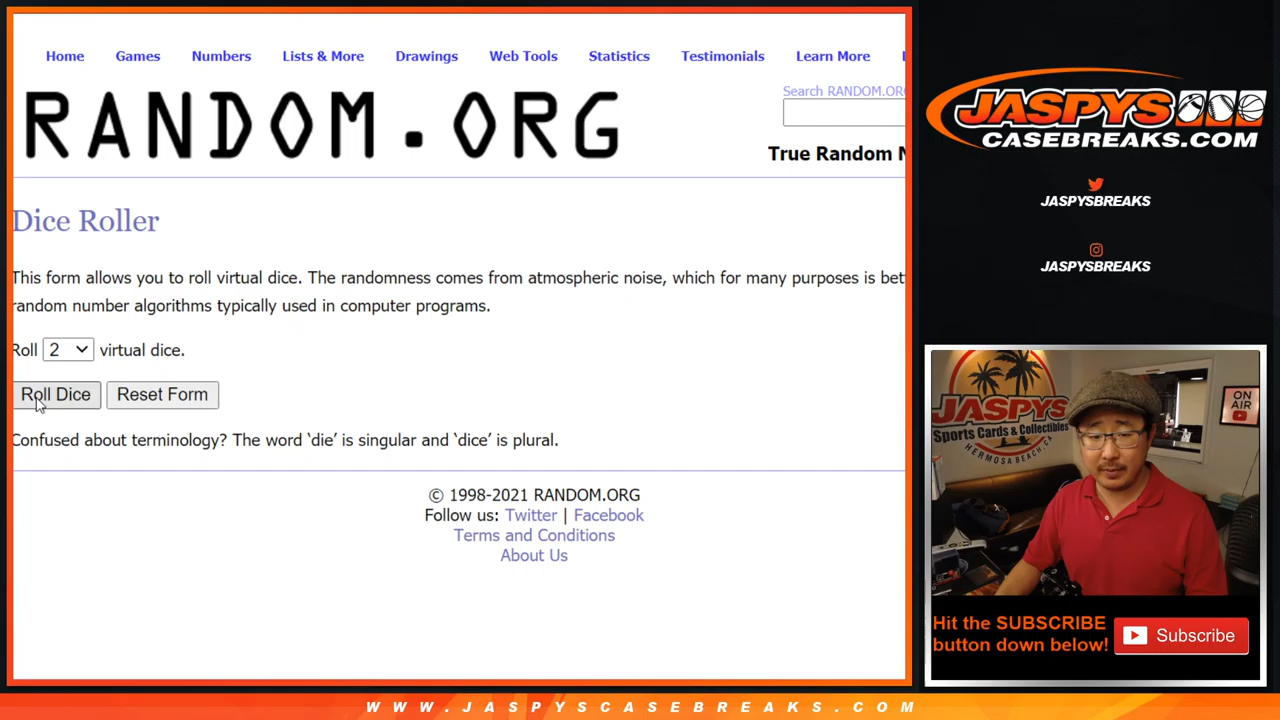 Home Games Numbers Lists & More Drawings Web Tools Statistics Testimonials Learn More
RANDOM.ORG
Search RANDOM.ORG
True Random N
Dice Roller
This form allows you to roll virtual dice. The randomness comes from atmospheric noise, which for many purposes is bet
random number algorithms typically used in computer programs.
Roll 2 virtual dice.
Roll Dice Reset Form
Confused about terminology? The word ‘die’ is singular and ‘dice’ is plural.
© 1998-2021 RANDOM.ORG
Follow us: Twitter | Facebook
Terms and Conditions
About Us
JASPYS
CASEBREAKS.COM
JASPYSBREAKS
JASPYSBREAKS
JASPYS
Sports Cards & Collectibles
HERMOSA BEACH, CA
ON
AIR
Hit the SUBSCRIBE
button down below!
Subscribe
WWW.JASPYSCASEBREAKS.COM